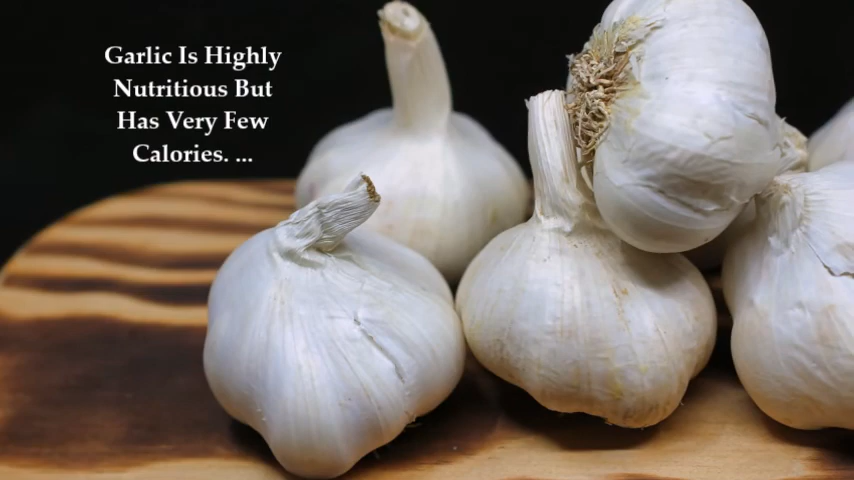 Garlic Is Highly
Nutritious But
Has Very Few
Calories. ...